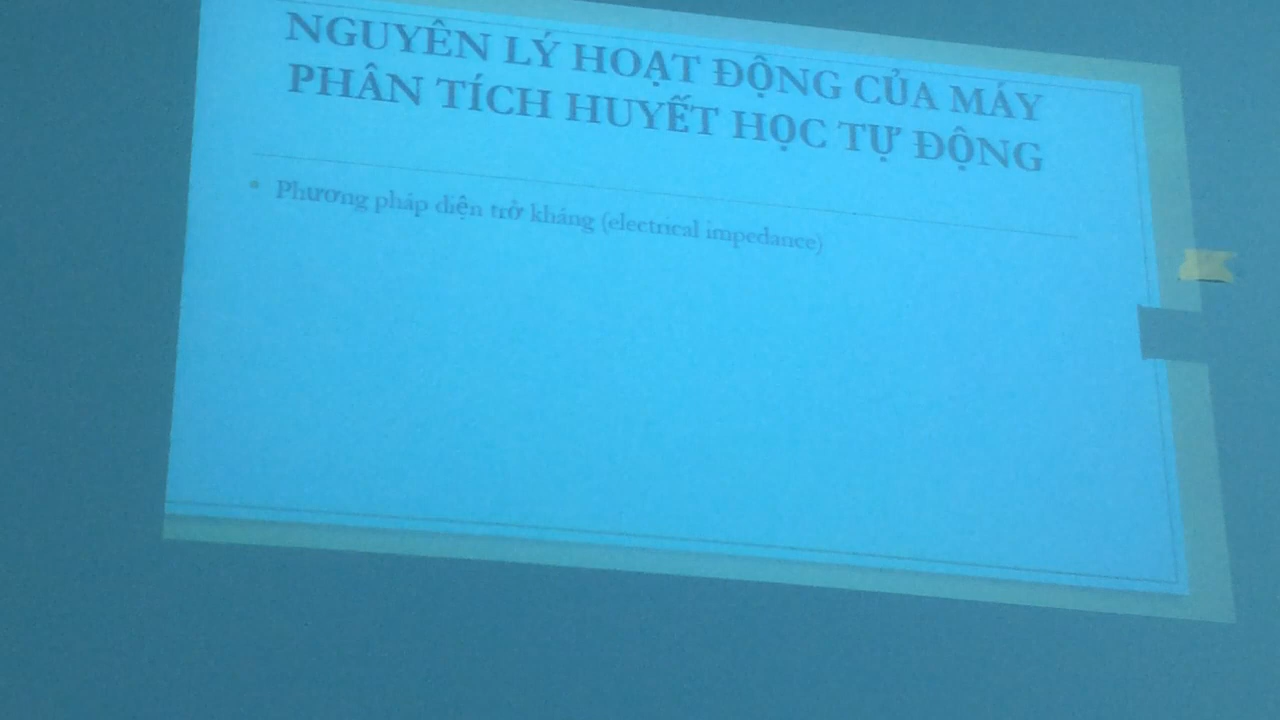 NGUYÊN LÝ HOẠT ĐỘNG CỦA MÁY
PHÂN TÍCH HUYẾT HỌC TỰ ĐỘNG
• Phương pháp điện trở kháng (electrical impedance)